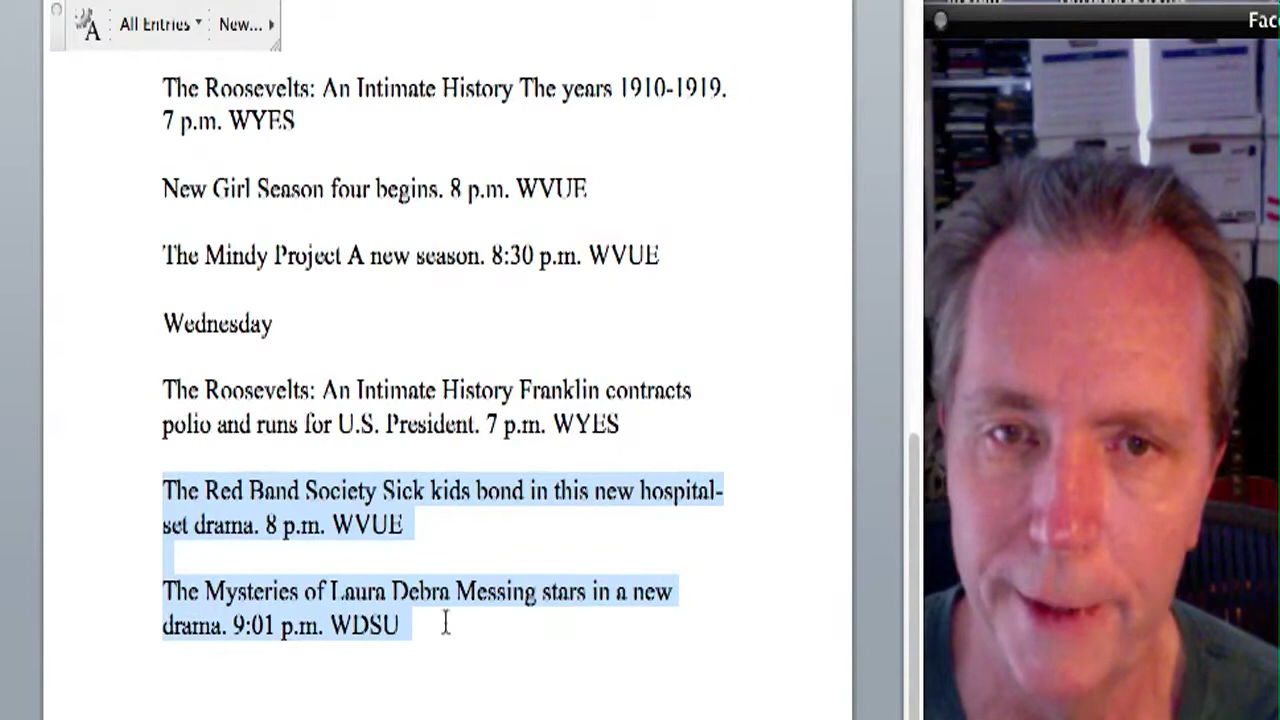 All Entries
New...
Fac
The Roosevelts: An Intimate History The years 1910-1919.
7 p.m. WYES
New Girl Season four begins. 8 p.m. WVUE
The Mindy Project A new season. 8:30 p.m. WVUE
Wednesday
The Roosevelts: An Intimate History Franklin contracts
polio and runs for U.S. President. 7 p.m. WYES
The Red Band Society Sick kids bond in this new hospital-
set drama. 8 p.m. WVUE
The Mysteries of Laura Debra Messing stars in a new
drama. 9:01 p.m. WDSU